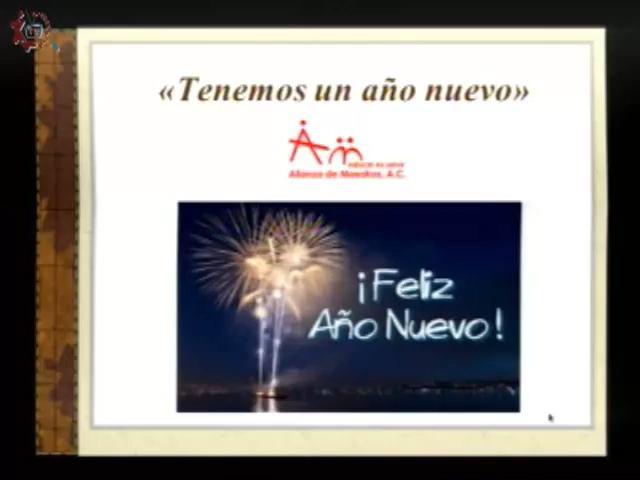 «Tenemos un año nuevo»
Alianza de Maestros, A.C.
¡Feliz
Año Nuevo!